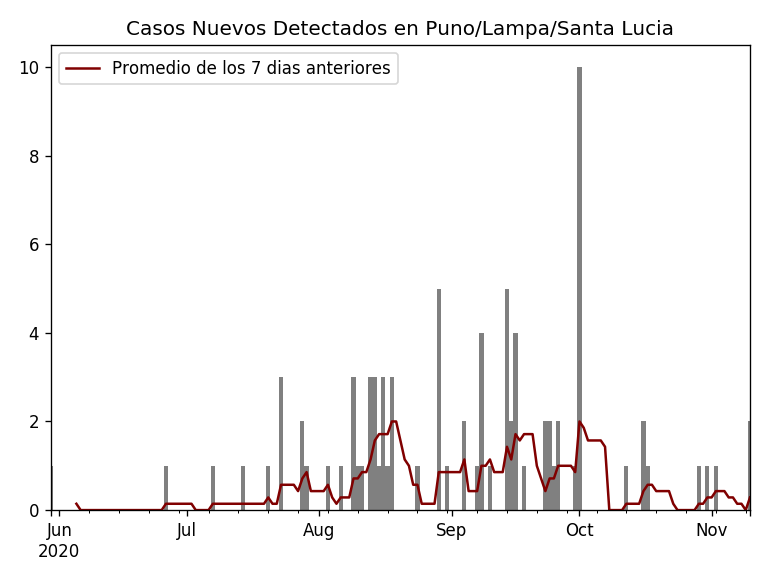 Casos Nuevos Detectados en Puno/Lampa/Santa Lucia
Promedio de los 7 dias anteriores
10
8
6
4
2
0
Jun Jul Aug Sep Oct Nov
2020